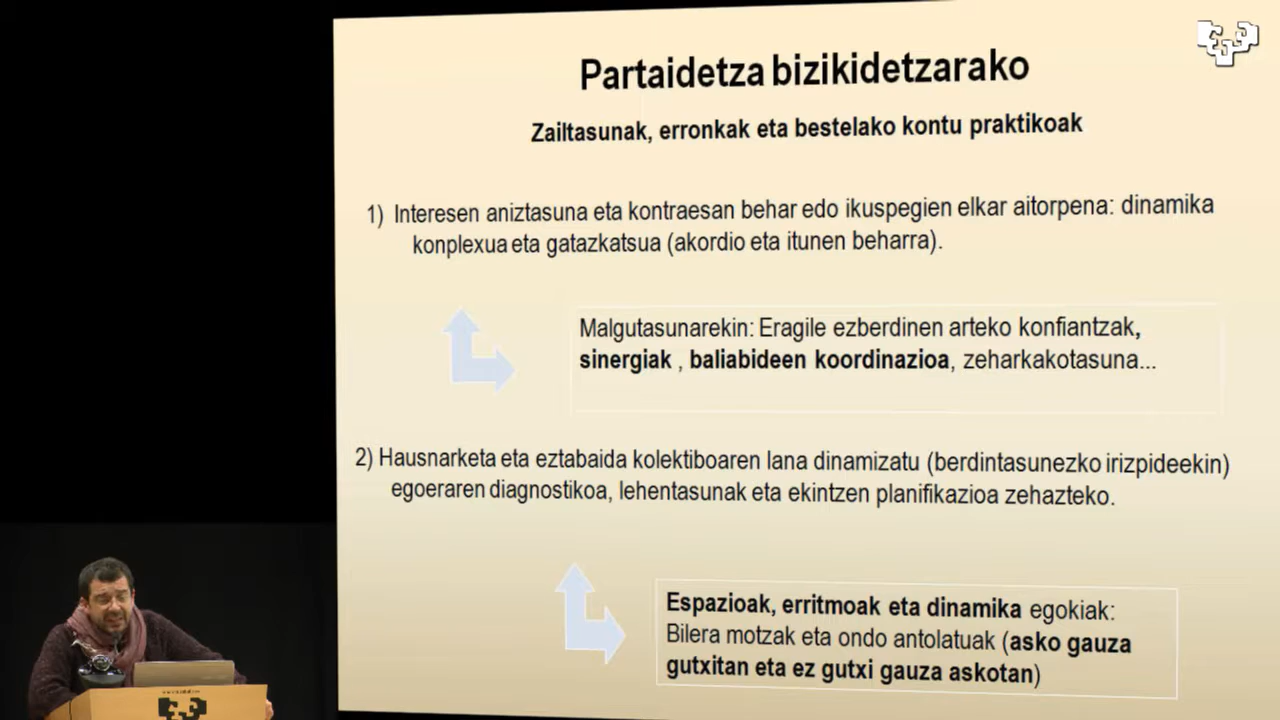 Partaidetza bizikidetzarako
Zailtasunak, erronkak eta bestelako kontu praktikoak
1) Interesen aniztasuna eta kontraesan behar edo ikuspegien elkar aitorpena: dinamika
konplexua eta gatazkatsua (akordio eta itunen beharra).
Malgutasunarekin: Eragile ezberdinen arteko konfiantzak,
sinergiak , baliabideen koordinazioa, zeharkakotasuna...
2) Hausnarketa eta eztabaida kolektiboaren lana dinamizatu (berdintasunezko irizpideekin)
egoeraren diagnostikoa, lehentasunak eta ekintzen planifikazioa zehazteko.
Espazioak, erritmoak eta dinamika egokiak:
Bilera motzak eta ondo antolatuak (asko gauza
gutxitan eta ez gutxi gauza askotan)